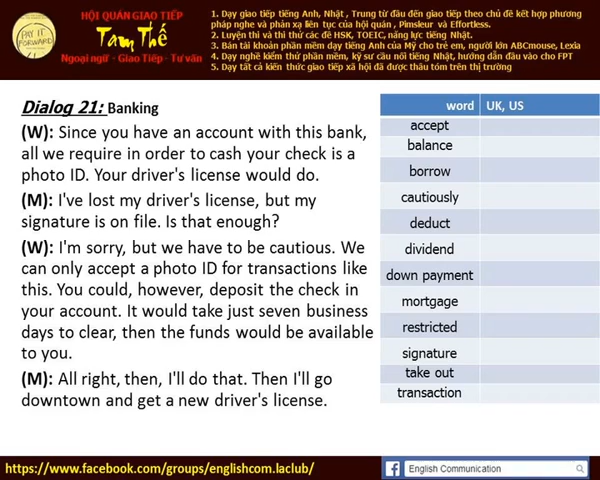 PAY IT
FORWARD
HỘI QUÁN GIAO TIẾP
Tam Thế
Ngoại ngữ - Giao Tiếp - Tư vấn
1. Dạy giao tiếp tiếng Anh, Nhật , Trung từ đầu đến giao tiếp theo chủ đề kết hợp phương
pháp nghe và phản xạ liên tục của hội quán , Pimsleur và Effortless.
2. Luyện thi và thi thử các đề HSK, TOEIC, năng lực tiếng Nhật.
3. Bán tài khoản phần mềm dạy tiếng Anh của Mỹ cho trẻ em, người lớn ABCmouse, Lexia
4. Dạy nghề kiểm thử phần mềm, kỹ sư cầu nối tiếng Nhật, hướng dẫn đầu vào cho FPT
5. Dạy tất cả kiến thức giao tiếp xã hội đã được thâu tóm trên thị trường
Dialog 21: Banking
(W): Since you have an account with this bank,
all we require in order to cash your check is a
photo ID. Your driver's license would do.
(M): I've lost my driver's license, but my
signature is on file. Is that enough?
(W): I'm sorry, but we have to be cautious. We
can only accept a photo ID for transactions like
this. You could, however, deposit the check in
your account. It would take just seven business
days to clear, then the funds would be available
to you.
(M): All right, then, I'll do that. Then I'll go
downtown and get a new driver's license.
word UK, US
accept
balance
borrow
cautiously
deduct
dividend
down payment
mortgage
restricted
signature
take out
transaction
https://www.facebook.com/groups/englishcom.laclub/
f English Communication